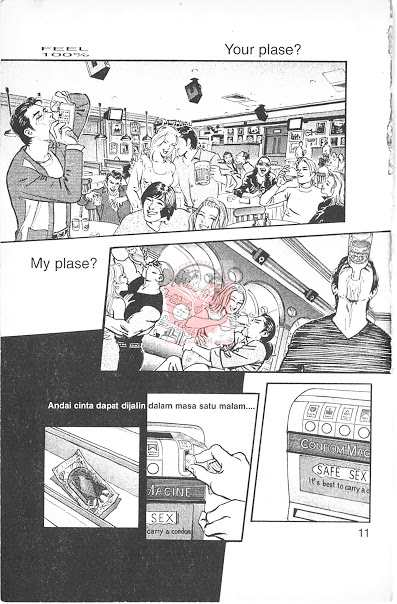 FEEL
100%
Your plase?
My plase?
Andai cinta dapat dijalin dalam masa satu malam....
MACINE
SEX
carry a condom
CONDOM MAC
SAFE SEX
It's best to carry a co
11